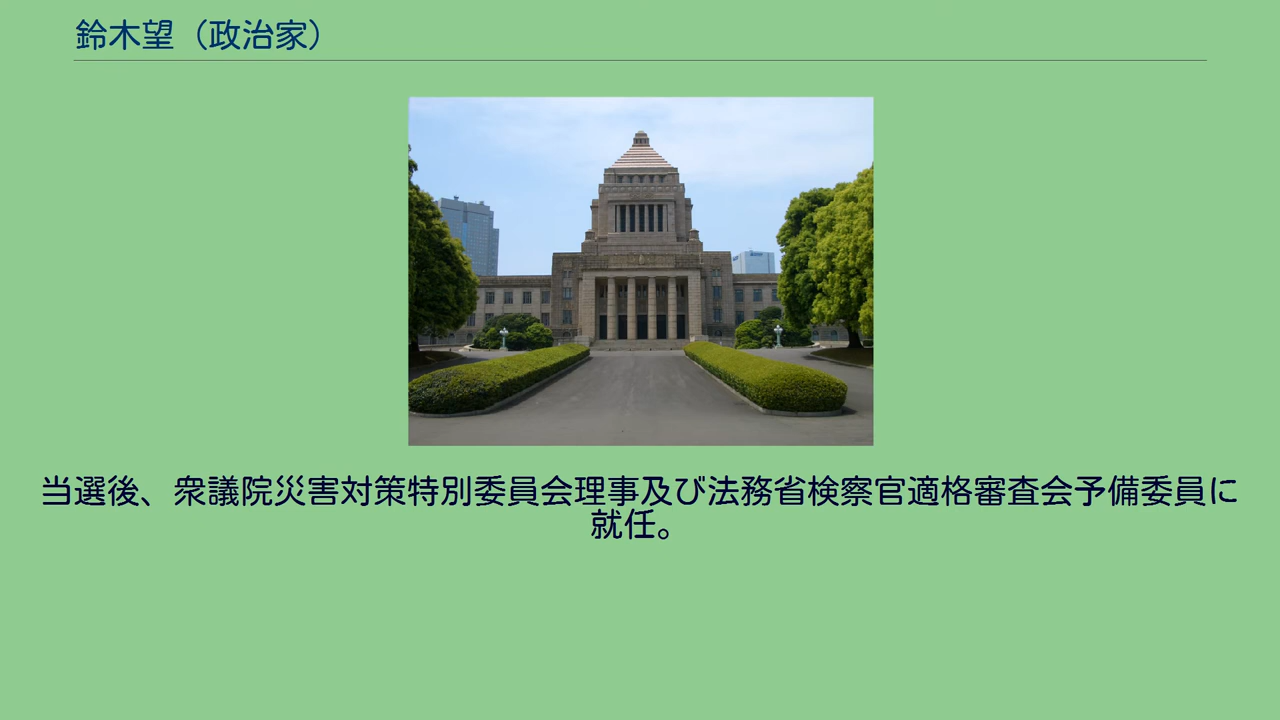 鈴木望（政治家）
当選後、衆議院災害対策特別委員会理事及び法務省検察官適格審査会予備委員に
就任。